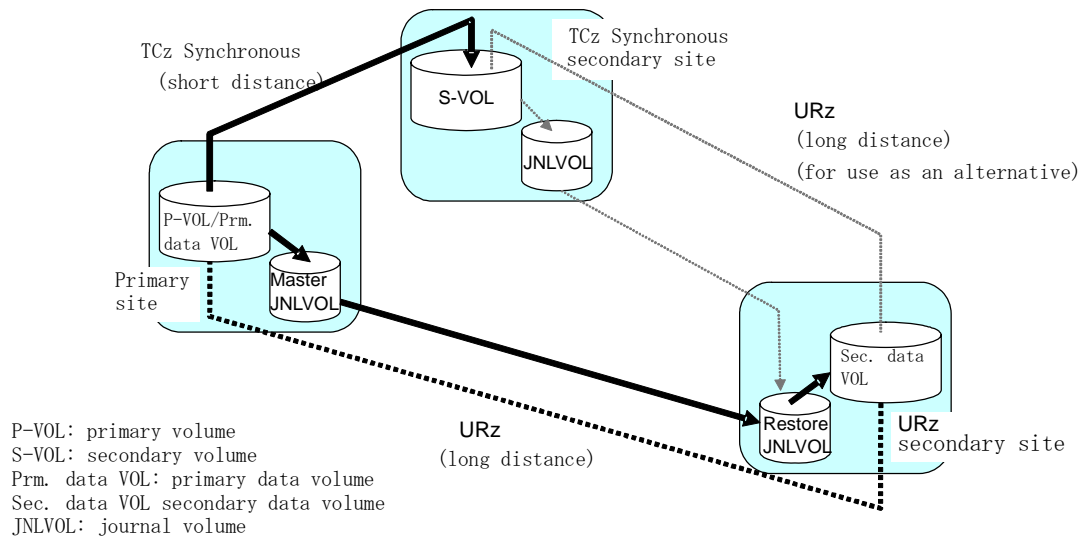 TCz Synchronous
(short distance)
S-VOL
JNLVOL
TCz Synchronous
secondary site
URz
(long distance)
(for use as an alternative)
P-VOL/Prm.
data VOL
Master
JNLVOL
Primary
site
Sec. data
VOL
Restore
JNLVOL
URz
secondary site
URz
(long distance)
P-VOL: primary volume
S-VOL: secondary volume
Prm. data VOL: primary data volume
Sec. data VOL secondary data volume
JNLVOL: journal volume